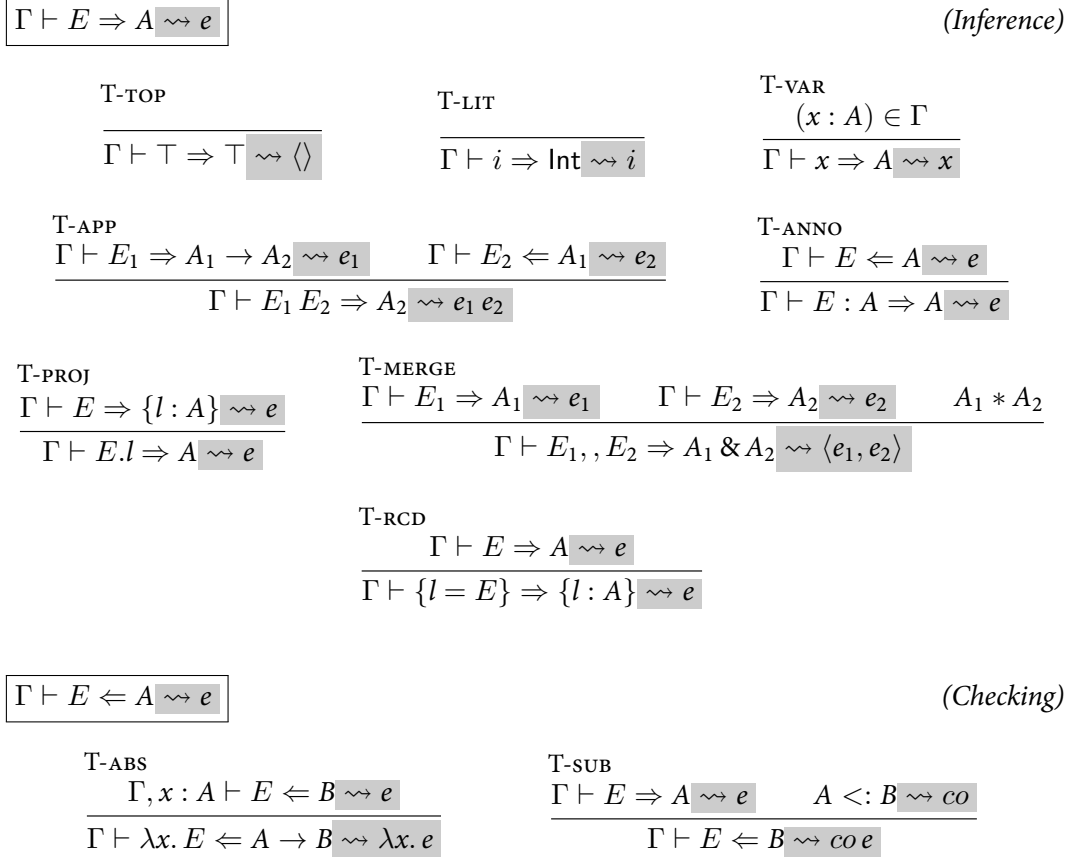 Γ ⊢ E ⇒ A ⇝ e (Inference)
T-TOP
Γ ⊢ ⊤ ⇒ ⊤ ⇝ ⟨⟩
T-LIT
Γ ⊢ i ⇒ Int ⇝ i
T-VAR
(x : A) ∈ Γ
Γ ⊢ x ⇒ A ⇝ x
T-APP
Γ ⊢ E₁ ⇒ A₁ → A₂ ⇝ e₁ Γ ⊢ E₂ ⇐ A₁ ⇝ e₂
Γ ⊢ E₁ E₂ ⇒ A₂ ⇝ e₁ e₂
T-ANNO
Γ ⊢ E ⇐ A ⇝ e
Γ ⊢ E : A ⇒ A ⇝ e
T-PROJ
Γ ⊢ E ⇒ {l : A} ⇝ e
Γ ⊢ E.l ⇒ A ⇝ e
T-MERGE
Γ ⊢ E₁ ⇒ A₁ ⇝ e₁ Γ ⊢ E₂ ⇒ A₂ ⇝ e₂ A₁ ∗ A₂
Γ ⊢ E₁,,E₂ ⇒ A₁ & A₂ ⇝ ⟨e₁, e₂⟩
T-RCD
Γ ⊢ E ⇒ A ⇝ e
Γ ⊢ {l = E} ⇒ {l : A} ⇝ e
Γ ⊢ E ⇐ A ⇝ e (Checking)
T-ABS
Γ, x : A ⊢ E ⇐ B ⇝ e
Γ ⊢ λx. E ⇐ A → B ⇝ λx. e
T-SUB
Γ ⊢ E ⇒ A ⇝ e A <: B ⇝ co
Γ ⊢ E ⇐ B ⇝ co e